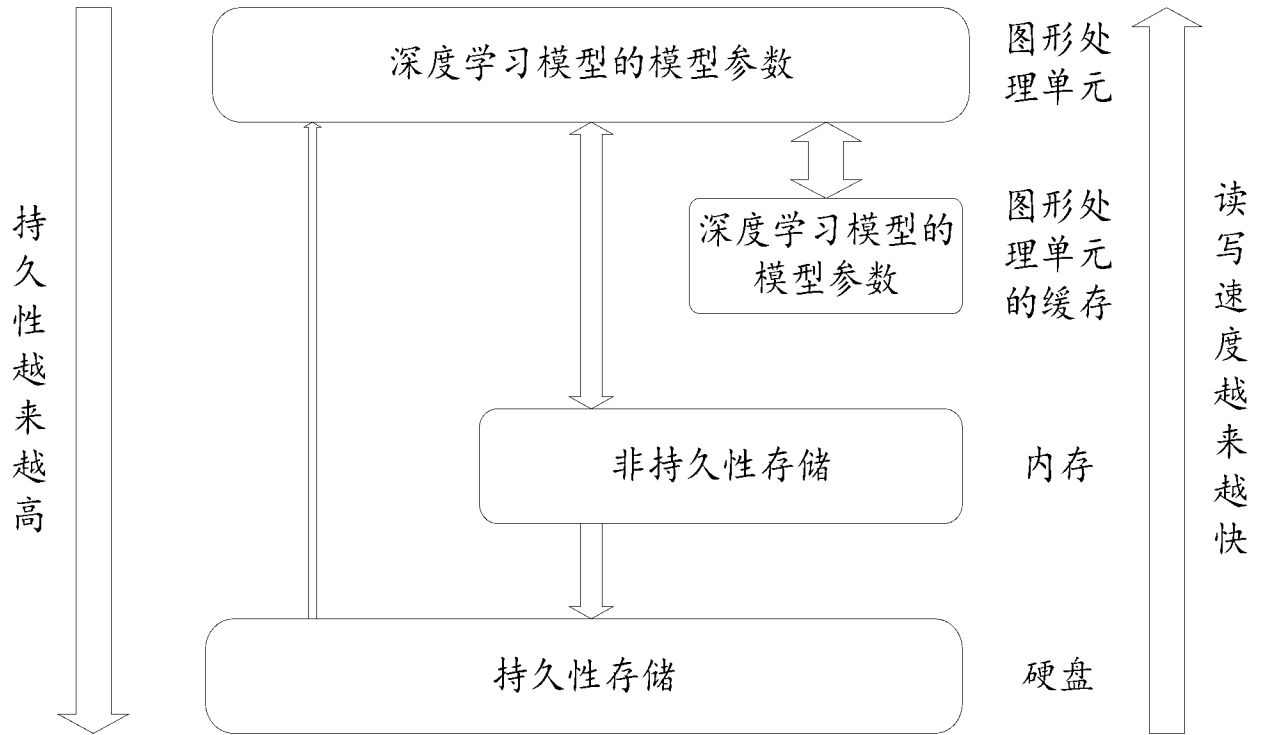 深度学习模型的模型参数
图形处
理单元
深度学习模型的
模型参数
图形处
理单元
的缓存
持久性越来越高
读写速度越来越快
非持久性存储
内存
持久性存储
硬盘